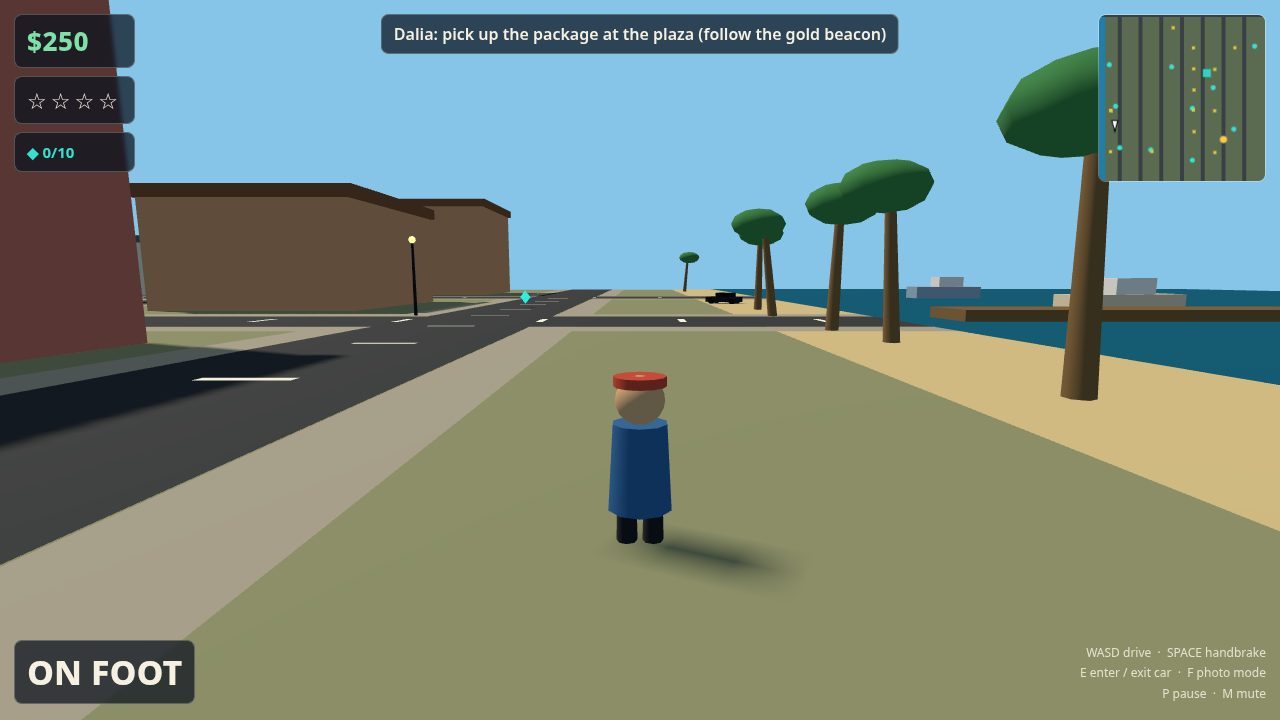 $250
☆☆☆☆
◆ 0/10
Dalia: pick up the package at the plaza (follow the gold beacon)
ON FOOT
WASD drive · SPACE handbrake
E enter / exit car · F photo mode
P pause · M mute